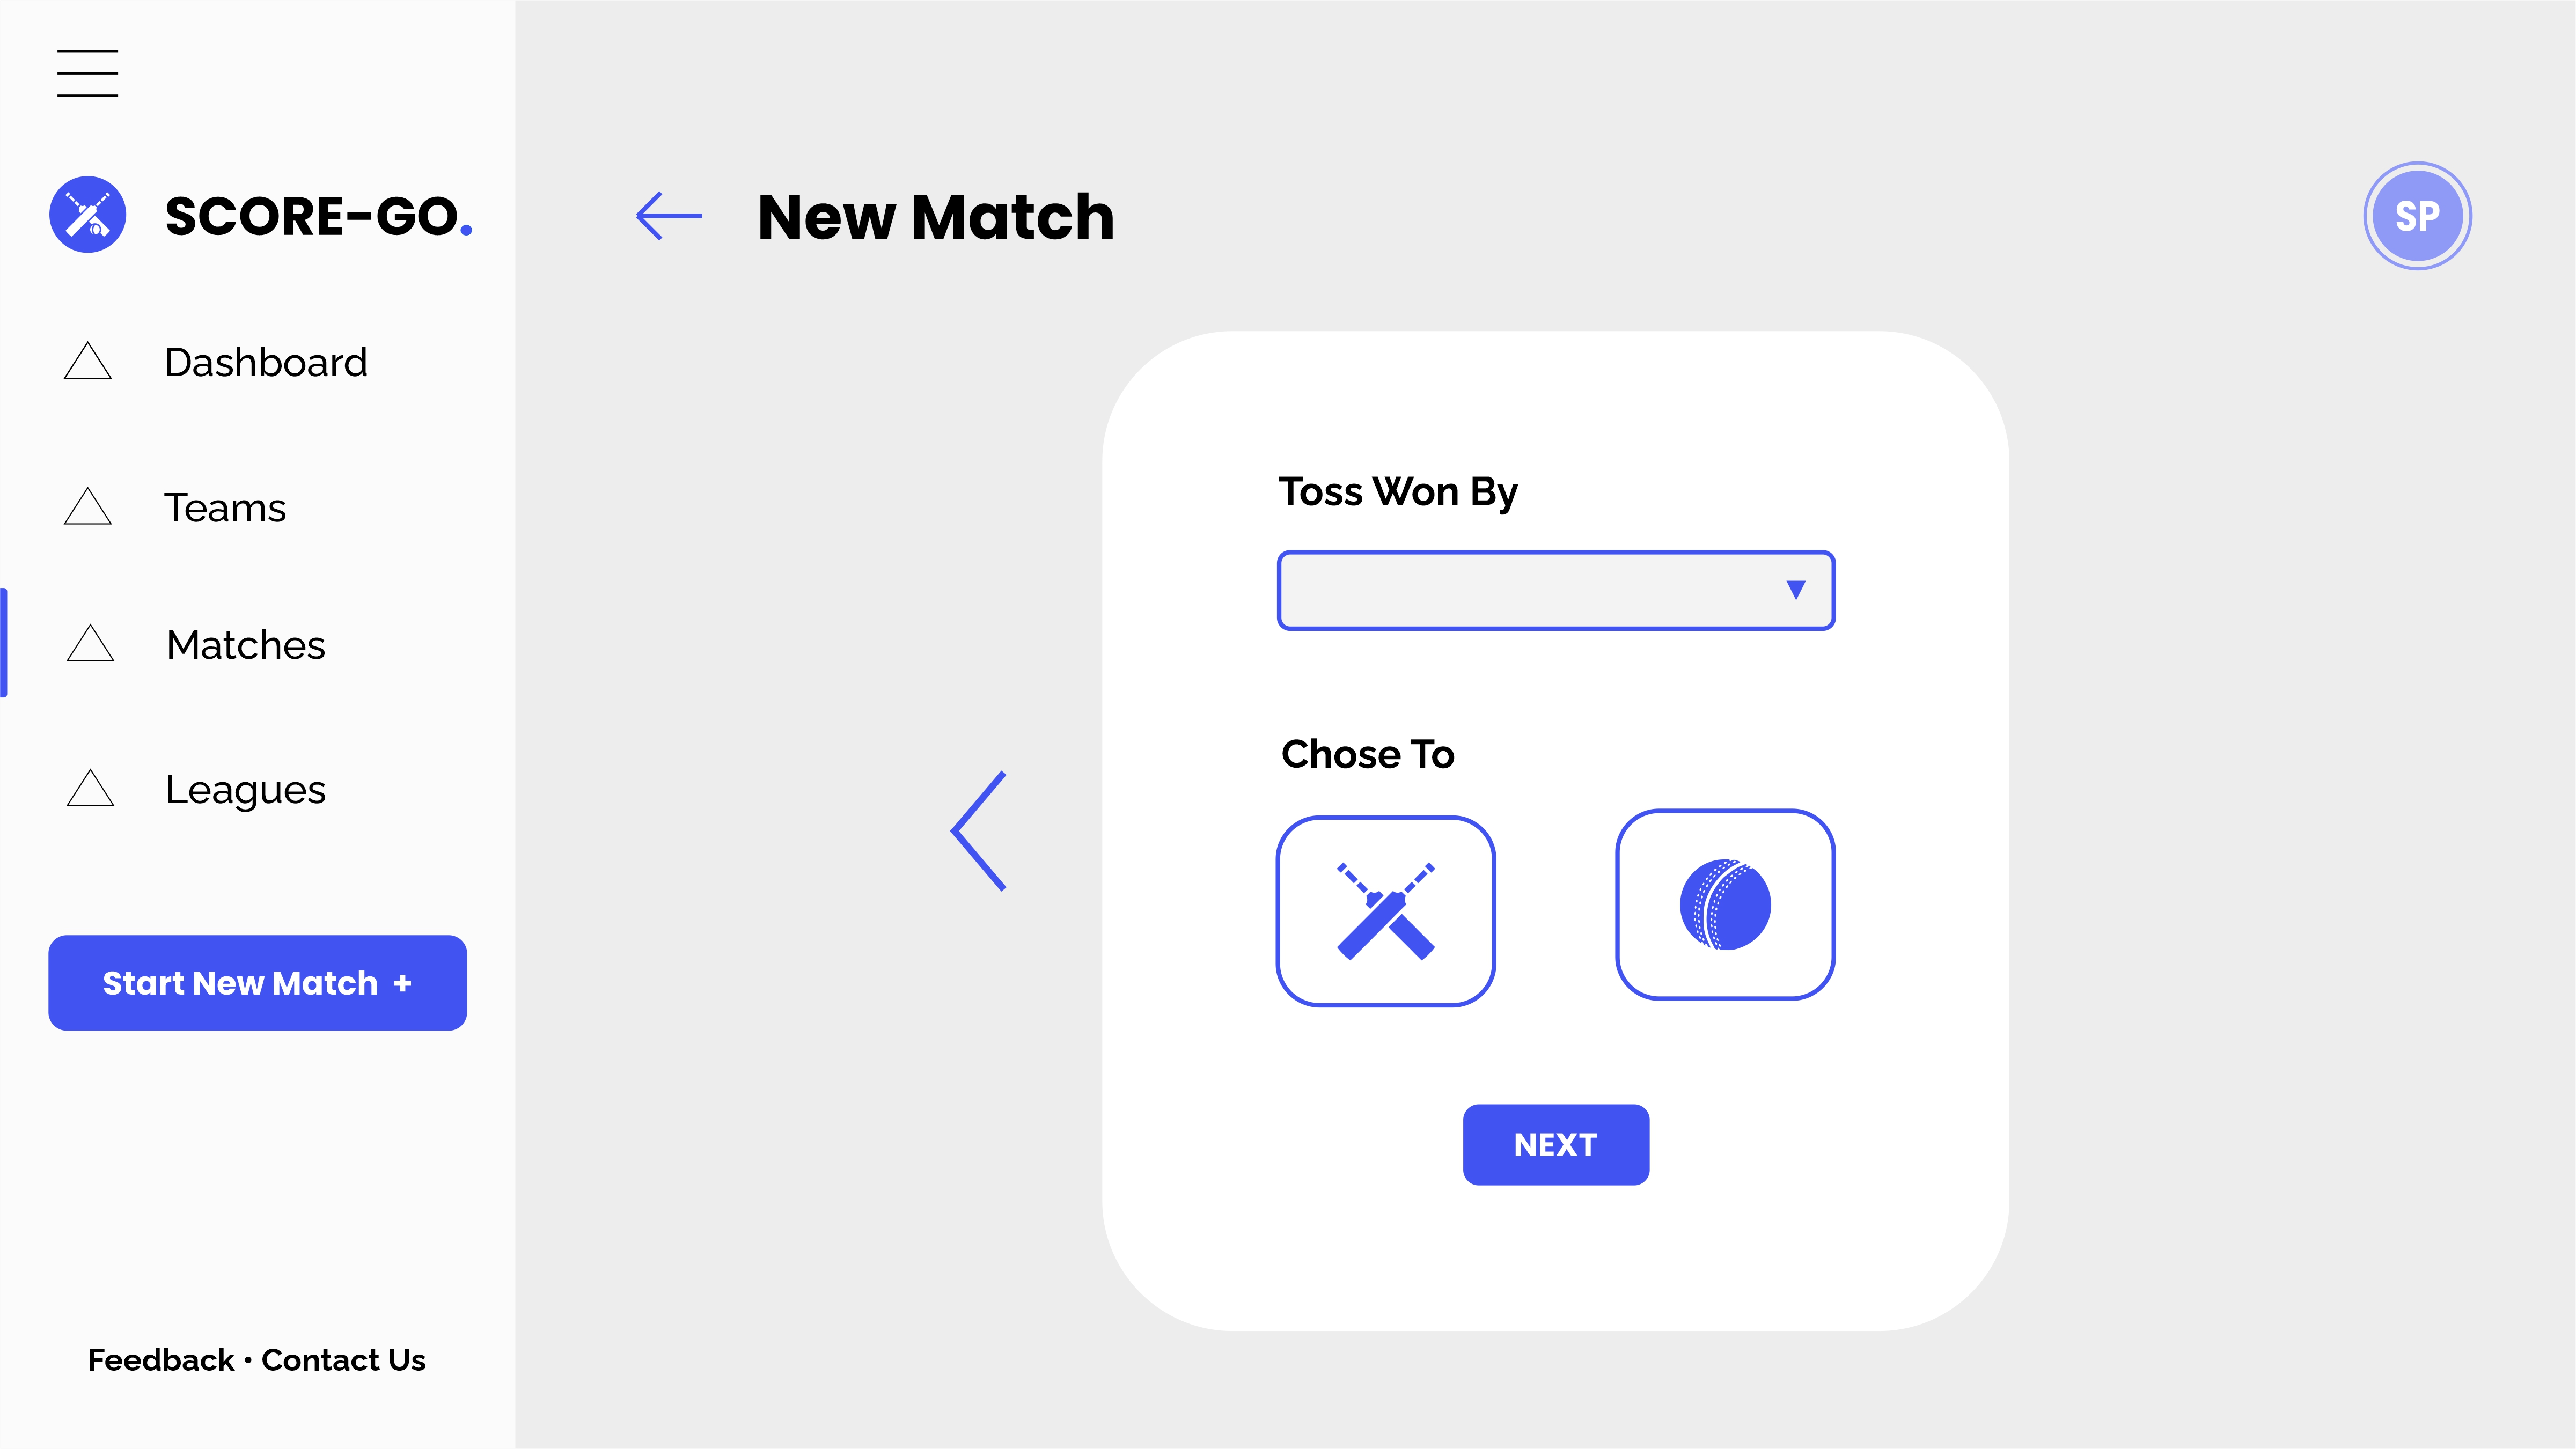 SCORE-GO.
Dashboard
Teams
Matches
Leagues
Start New Match +
Feedback • Contact Us
New Match
SP
Toss Won By
Chose To
NEXT